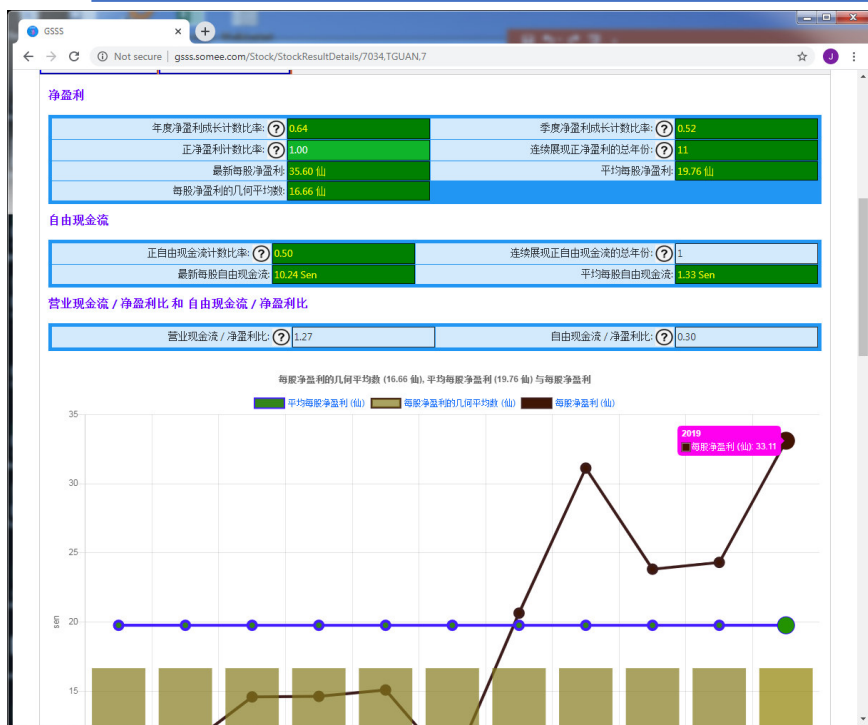 GSSS
Not secure | gsss.somee.com/Stock/StockResultDetails/7034,TGUAN,7
J
净盈利
年度净盈利成长计数比率: ? 0.64 季度净盈利成长计数比率: ? 0.52
正净盈利计数比率: ? 1.00 连续展现正净盈利的总年份: ? 11
最新每股净盈利: 35.60 仙 平均每股净盈利: 19.76 仙
每股净盈利的几何平均数: 16.66 仙
自由现金流
正自由现金流计数比率: ? 0.50 连续展现正自由现金流的总年份: ? 1
最新每股自由现金流: 10.24 Sen 平均每股自由现金流: 1.33 Sen
营业现金流 / 净盈利比 和 自由现金流 / 净盈利比
营业现金流 / 净盈利比: ? 1.27 自由现金流 / 净盈利比: ? 0.30
每股净盈利的几何平均数 (16.66 仙), 平均每股净盈利 (19.76 仙) 与每股净盈利
平均每股净盈利 (仙) 每股净盈利的几何平均数 (仙) 每股净盈利 (仙)
35
2019
每股净盈利 (仙): 33.11
30
25
20
sen
15